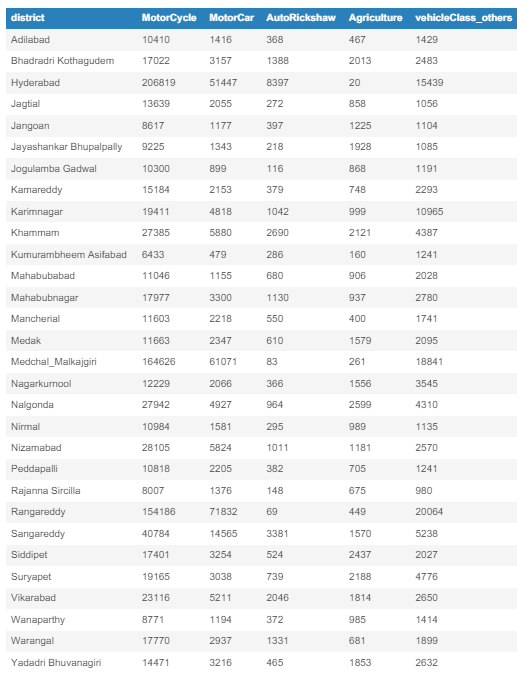 district MotorCycle MotorCar AutoRickshaw Agriculture vehicleClass_others
Adilabad 10410 1416 368 467 1429
Bhadradri Kothagudem 17022 3157 1388 2013 2483
Hyderabad 206819 51447 8397 20 15439
Jagtial 13639 2055 272 858 1056
Jangoan 8617 1177 397 1225 1104
Jayashankar Bhupalpally 9225 1343 218 1928 1085
Jogulamba Gadwal 10300 899 116 868 1191
Kamareddy 15184 2153 379 748 2293
Karimnagar 19411 4818 1042 999 10965
Khammam 27385 5880 2690 2121 4387
Kumurambheem Asifabad 6433 479 286 160 1241
Mahabubabad 11046 1155 680 906 2028
Mahabubnagar 17977 3300 1130 937 2780
Mancherial 11603 2218 550 400 1741
Medak 11663 2347 610 1579 2095
Medchal_Malkajgiri 164626 61071 83 261 18841
Nagarkurnool 12229 2066 366 1556 3545
Nalgonda 27942 4927 964 2599 4310
Nirmal 10984 1581 295 989 1135
Nizamabad 28105 5824 1011 1181 2570
Peddapalli 10818 2205 382 705 1241
Rajanna Sircilla 8007 1376 148 675 980
Rangareddy 154186 71832 69 449 20064
Sangareddy 40784 14565 3381 1570 5238
Siddipet 17401 3254 524 2437 2027
Suryapet 19165 3038 739 2188 4776
Vikarabad 23116 5211 2046 1814 2650
Wanaparthy 8771 1194 372 985 1414
Warangal 17770 2937 1331 681 1899
Yadadri Bhuvanagiri 14471 3216 465 1853 2632